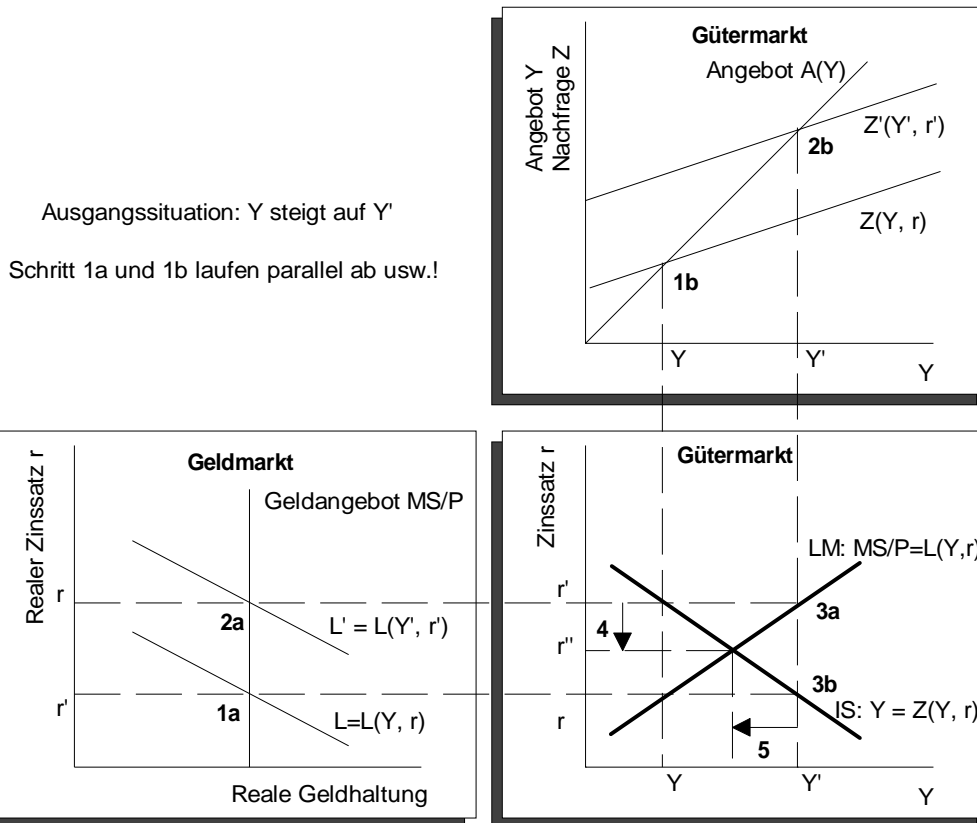 Gütermarkt
Angebot A(Y)
Angebot Y
Nachfrage Z
Z'(Y', r')
2b
Z(Y, r)
1b
Y
Y'
Y
Ausgangssituation: Y steigt auf Y'
Schritt 1a und 1b laufen parallel ab usw.!
Geldmarkt
Geldangebot MS/P
Realer Zinssatz r
r
2a
L' = L(Y', r')
r'
1a
L=L(Y, r)
Reale Geldhaltung
Gütermarkt
Zinssatz r
LM: MS/P=L(Y,r)
r'
3a
4
r''
3b
r
IS: Y = Z(Y, r)
5
Y
Y'
Y